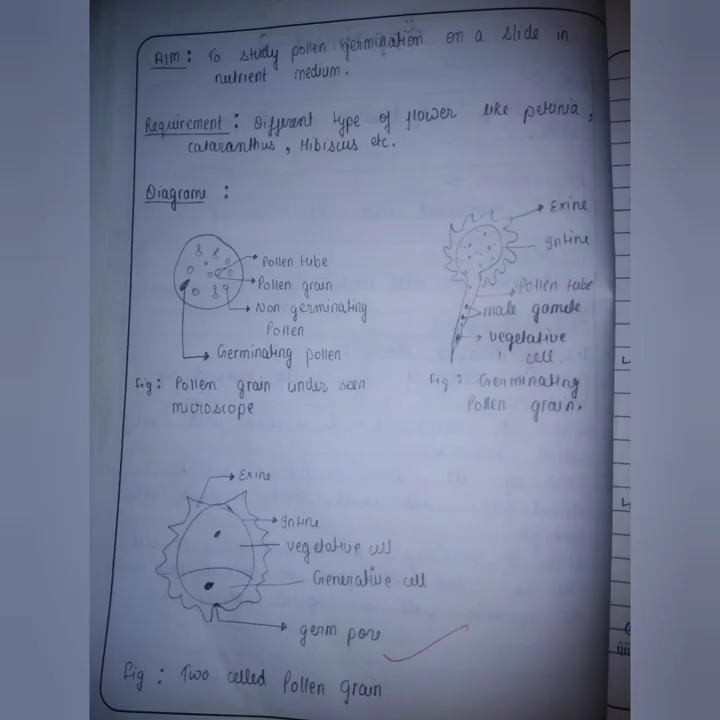 Aim : To study pollen germination on a slide in
nutrient medium.
Requirement : Different type of flower like petunia,
cataranthus, Hibiscus etc.
Diagrame :
Pollen tube
Pollen grain
Non germinating
Pollen
Germinating pollen
Fig : Pollen grain under seen
microscope
Exine
Intine
Pollen tube
male gamete
vegetative
cell.
Fig : Germinating
Pollen grain.
Exine
Intine
vegetative cell
Generative cell
germ pore
Fig : Two celled Pollen grain